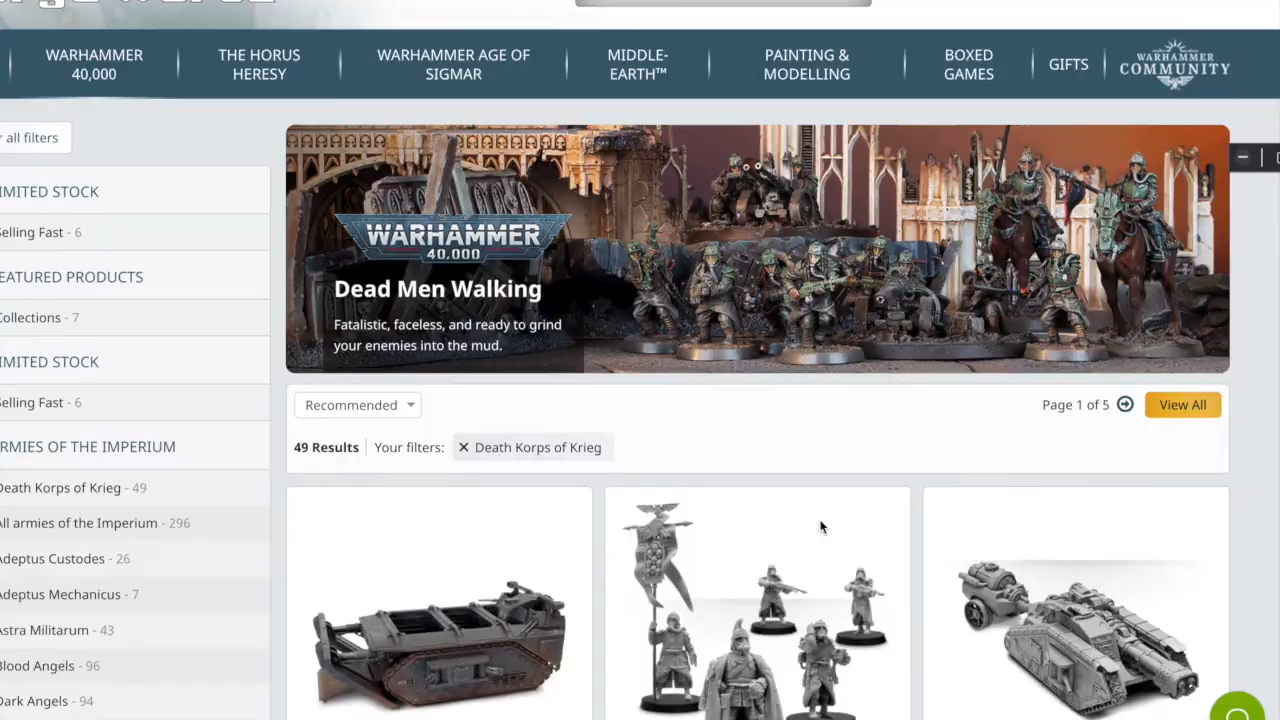 WARHAMMER
40,000
THE HORUS
HERESY
WARHAMMER AGE OF
SIGMAR
MIDDLE-
EARTH™
PAINTING &
MODELLING
BOXED
GAMES
GIFTS
WARHAMMER
COMMUNITY
r all filters
IMITED STOCK
Selling Fast - 6
EATURED PRODUCTS
Collections - 7
IMITED STOCK
Selling Fast - 6
RMIES OF THE IMPERIUM
Death Korps of Krieg - 49
All armies of the Imperium - 296
Adeptus Custodes - 26
Adeptus Mechanicus - 7
Astra Militarum - 43
Blood Angels - 96
Dark Angels - 94
WARHAMMER
40,000
Dead Men Walking
Fatalistic, faceless, and ready to grind
your enemies into the mud.
Recommended
Page 1 of 5
View All
49 Results
Your filters:
Death Korps of Krieg